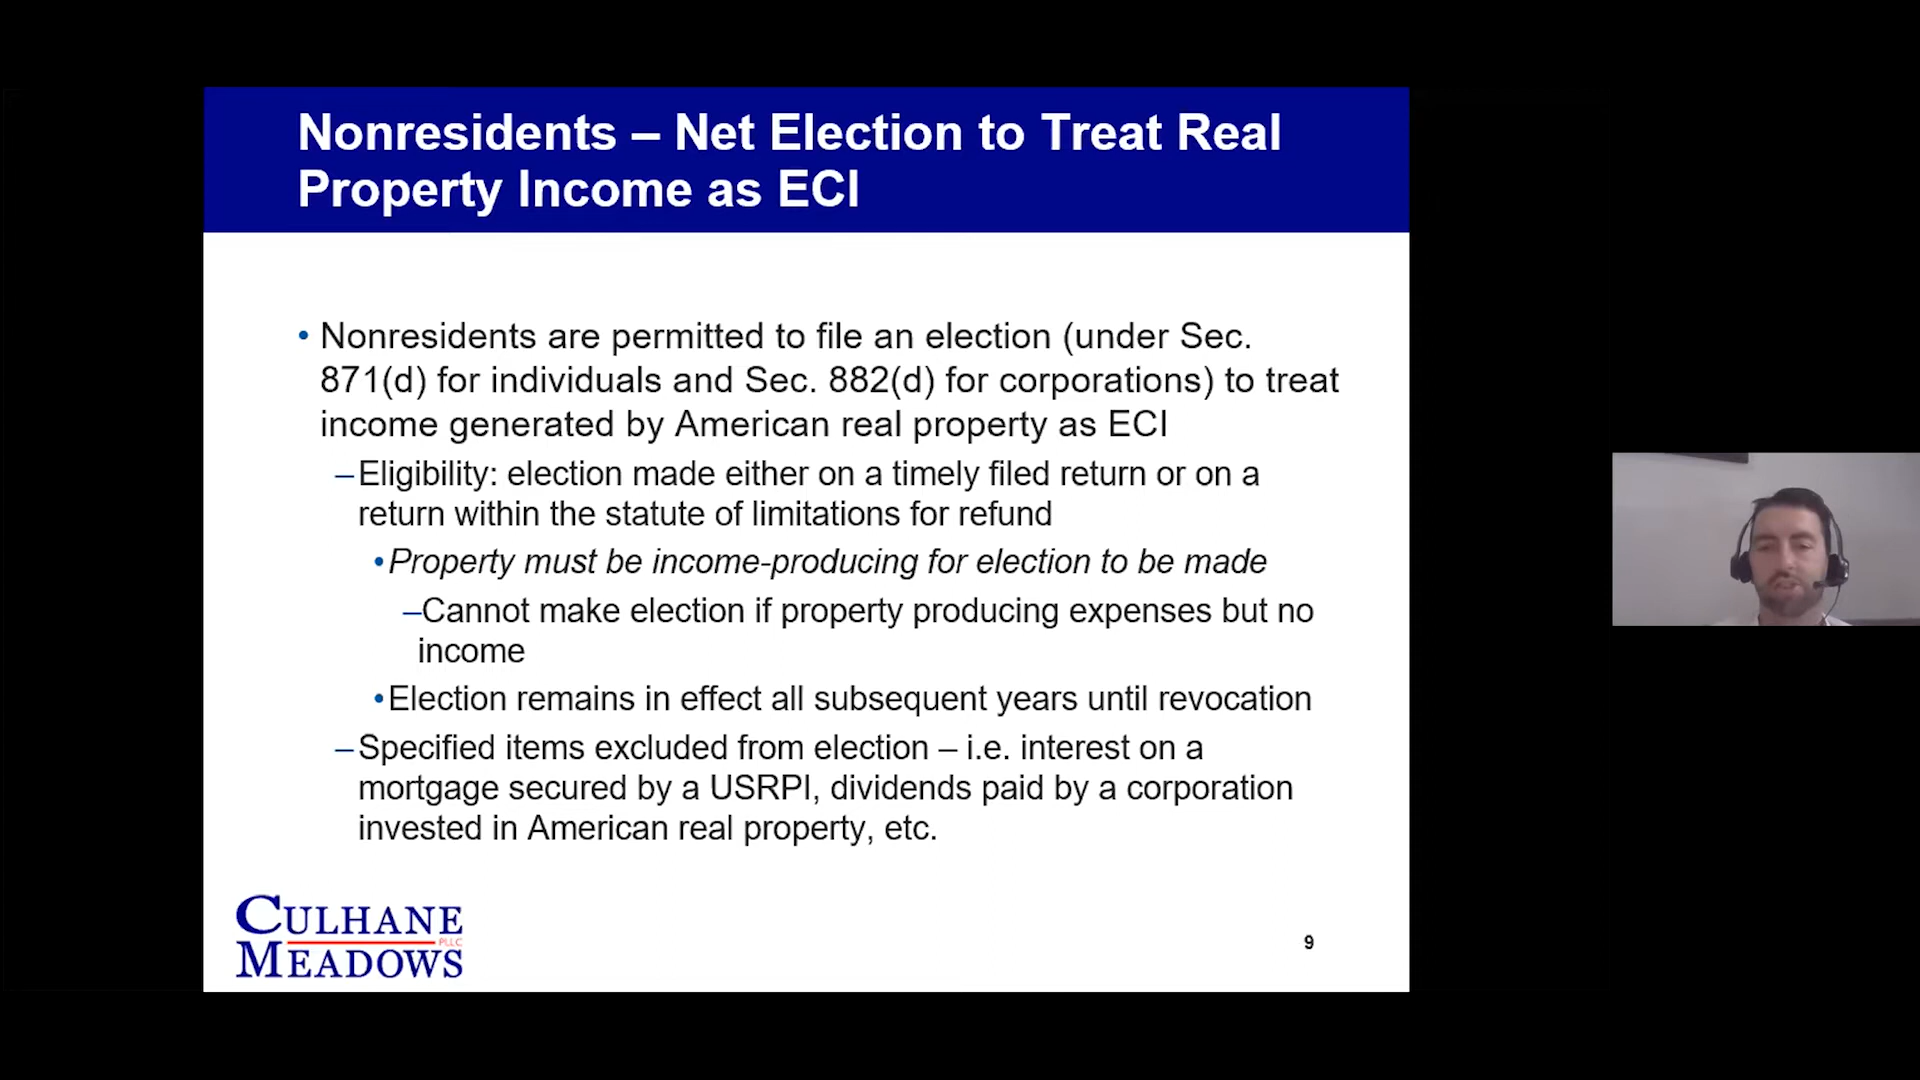 Nonresidents – Net Election to Treat Real
Property Income as ECI
• Nonresidents are permitted to file an election (under Sec.
871(d) for individuals and Sec. 882(d) for corporations) to treat
income generated by American real property as ECI
–Eligibility: election made either on a timely filed return or on a
return within the statute of limitations for refund
•Property must be income-producing for election to be made
–Cannot make election if property producing expenses but no
income
•Election remains in effect all subsequent years until revocation
–Specified items excluded from election – i.e. interest on a
mortgage secured by a USRPI, dividends paid by a corporation
invested in American real property, etc.
CULHANE
PLLC
MEADOWS
9